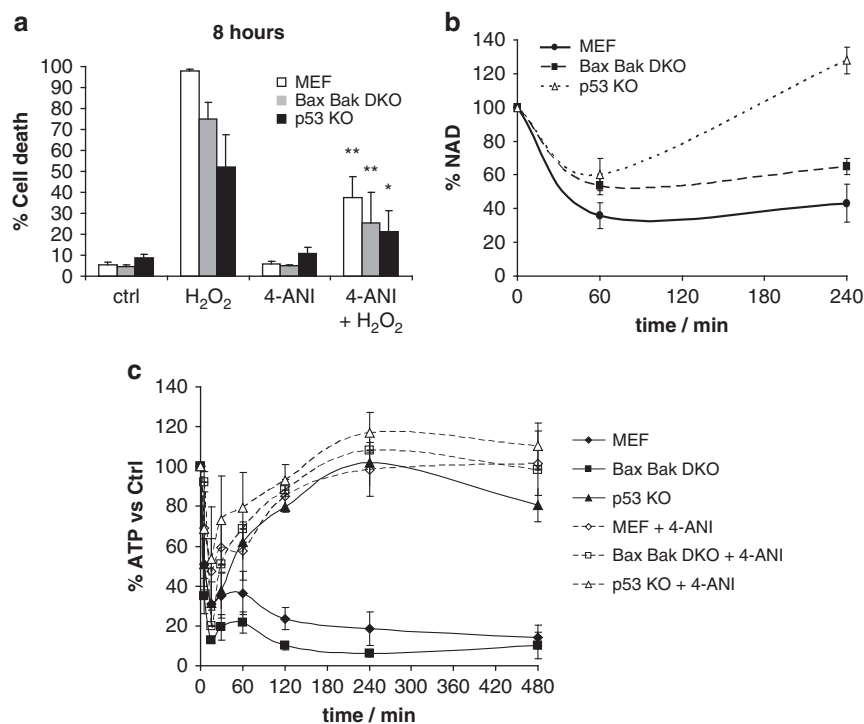 a
8 hours
% Cell death
100
90
80
70
60
50
40
30
20
10
0
MEF
Bax Bak DKO
p53 KO
**
**
*
ctrl
H₂O₂
4-ANI
4-ANI
+ H₂O₂
b
% NAD
140
120
100
80
60
40
20
0
MEF
Bax Bak DKO
p53 KO
0
60
120
180
240
time / min
c
% ATP vs Ctrl
140
120
100
80
60
40
20
0
0
60
120
180
240
300
360
420
480
time / min
MEF
Bax Bak DKO
p53 KO
MEF + 4-ANI
Bax Bak DKO + 4-ANI
p53 KO + 4-ANI